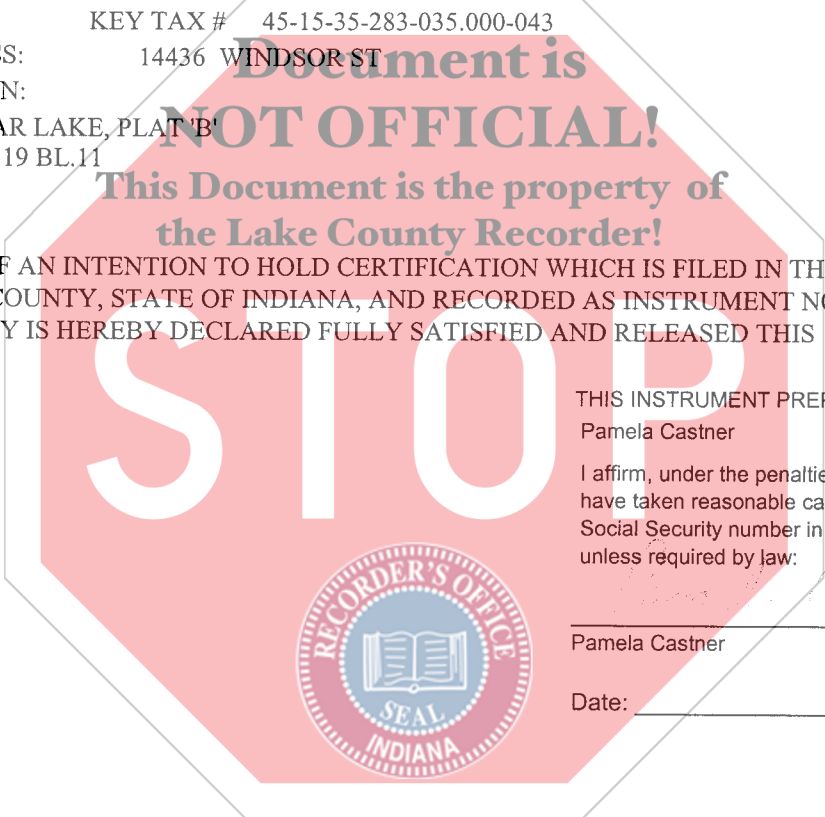 KEY TAX # 45-15-35-283-035.000-043
SS: 14436 WINDSOR ST
N:
AR LAKE, PLAT 'B'
19 BL.11
Document is
NOT OFFICIAL!
This Document is the property of
the Lake County Recorder!
F AN INTENTION TO HOLD CERTIFICATION WHICH IS FILED IN TH
COUNTY, STATE OF INDIANA, AND RECORDED AS INSTRUMENT NO
Y IS HEREBY DECLARED FULLY SATISFIED AND RELEASED THIS
STOP
THIS INSTRUMENT PREP
Pamela Castner
I affirm, under the penaltie
have taken reasonable ca
Social Security number in
unless required by law:
Pamela Castner
Date:
RECORDER'S OFFICE
SEAL
INDIANA